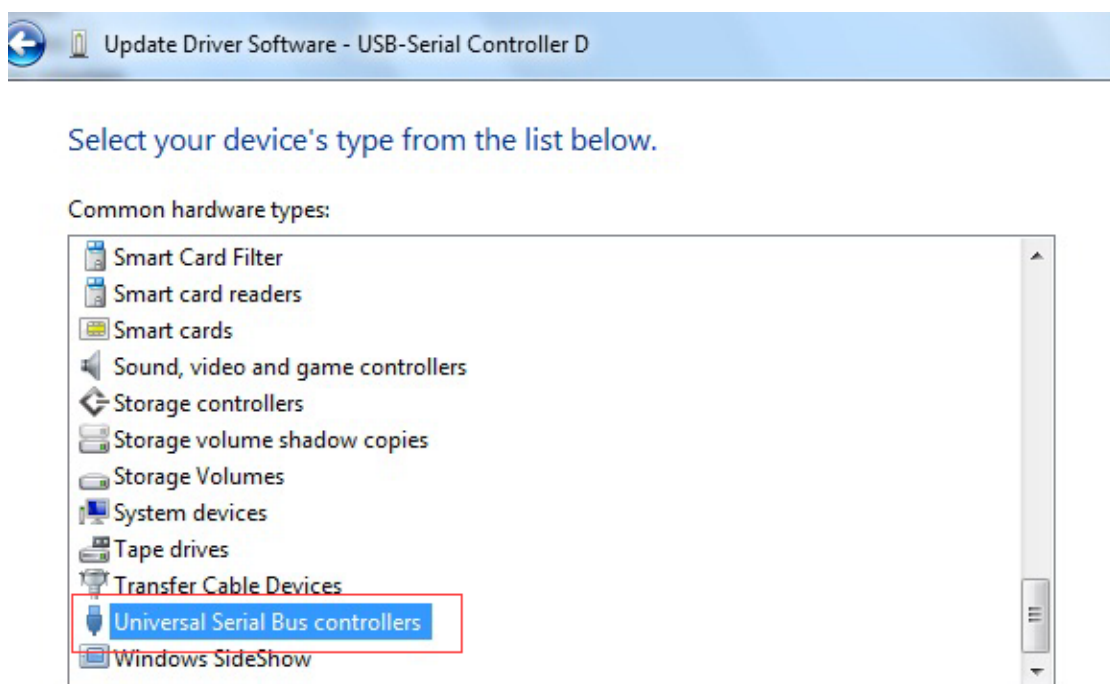 Update Driver Software - USB-Serial Controller D
Select your device's type from the list below.
Common hardware types:
Smart Card Filter
Smart card readers
Smart cards
Sound, video and game controllers
Storage controllers
Storage volume shadow copies
Storage Volumes
System devices
Tape drives
Transfer Cable Devices
Universal Serial Bus controllers
Windows SideShow